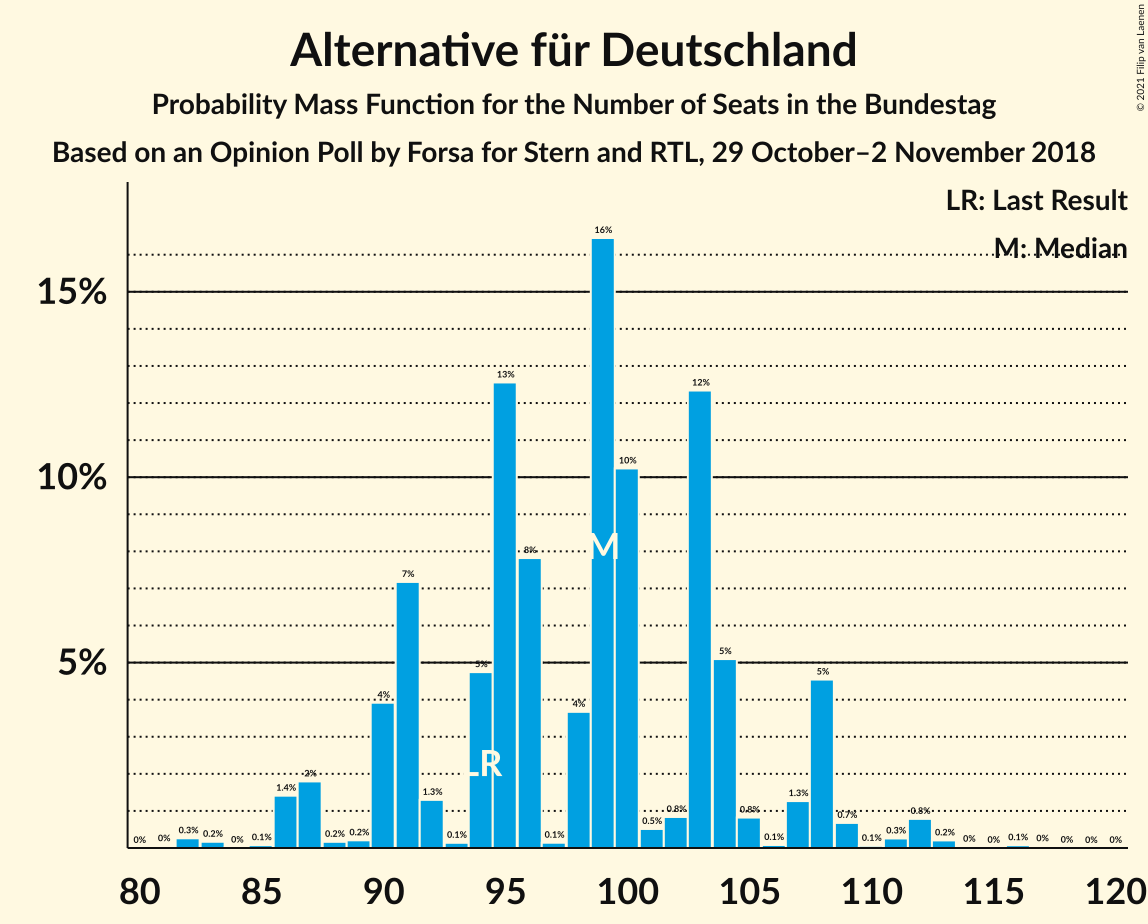 Alternative für Deutschland
Probability Mass Function for the Number of Seats in the Bundestag
Based on an Opinion Poll by Forsa for Stern and RTL, 29 October–2 November 2018
© 2021 Filip van Laenen
LR: Last Result
M: Median
15%
10%
5%
0% 0% 0.3% 0.2% 0% 0.1% 1.4% 2% 0.2% 0.2% 4% 7% 1.3% 0.1% 5% 13% 8% 0.1% 4% 16% 10% 0.5% 0.8% 12% 5% 0.8% 0.1% 1.3% 5% 0.7% 0.1% 0.3% 0.8% 0.2% 0% 0% 0.1% 0% 0% 0% 0%
M
LR
80 85 90 95 100 105 110 115 120